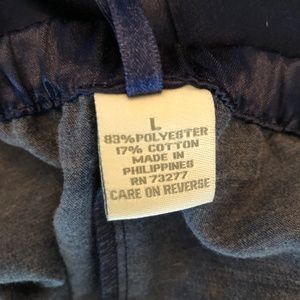 L
83% POLYESTER
17% COTTON
MADE IN
PHILIPPINES
RN 73277
CARE ON REVERSE